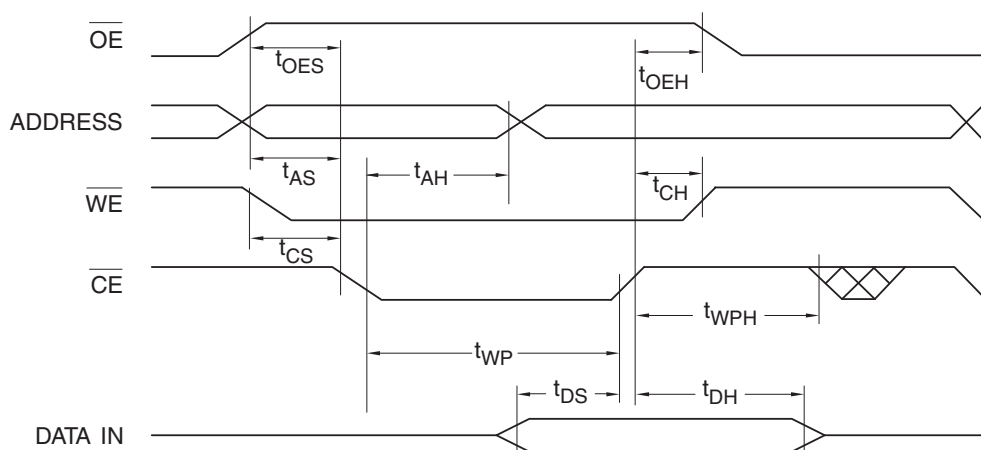 OE
tOES
tOEH
ADDRESS
tAS
tAH
WE
tCH
tCS
CE
tWPH
tWP
tDS
tDH
DATA IN